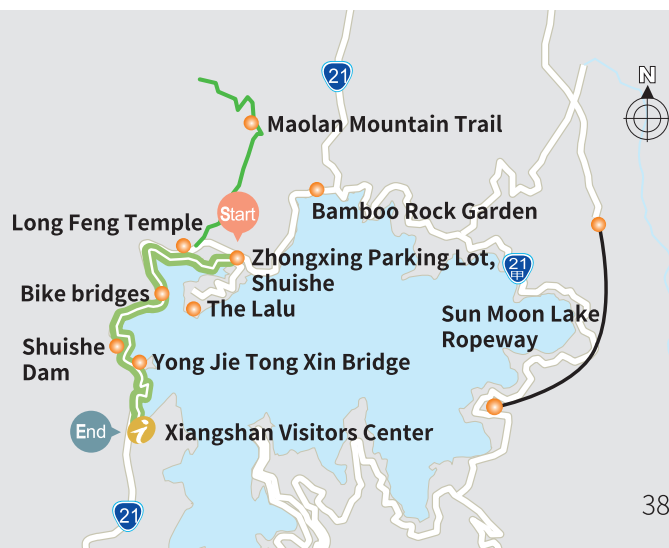 21
N
Maolan Mountain Trail
Start
Bamboo Rock Garden
Long Feng Temple
Zhongxing Parking Lot,
Shuishe
21
甲
Bike bridges
The Lalu
Sun Moon Lake
Ropeway
Shuishe
Dam
Yong Jie Tong Xin Bridge
End
i
Xiangshan Visitors Center
21
38